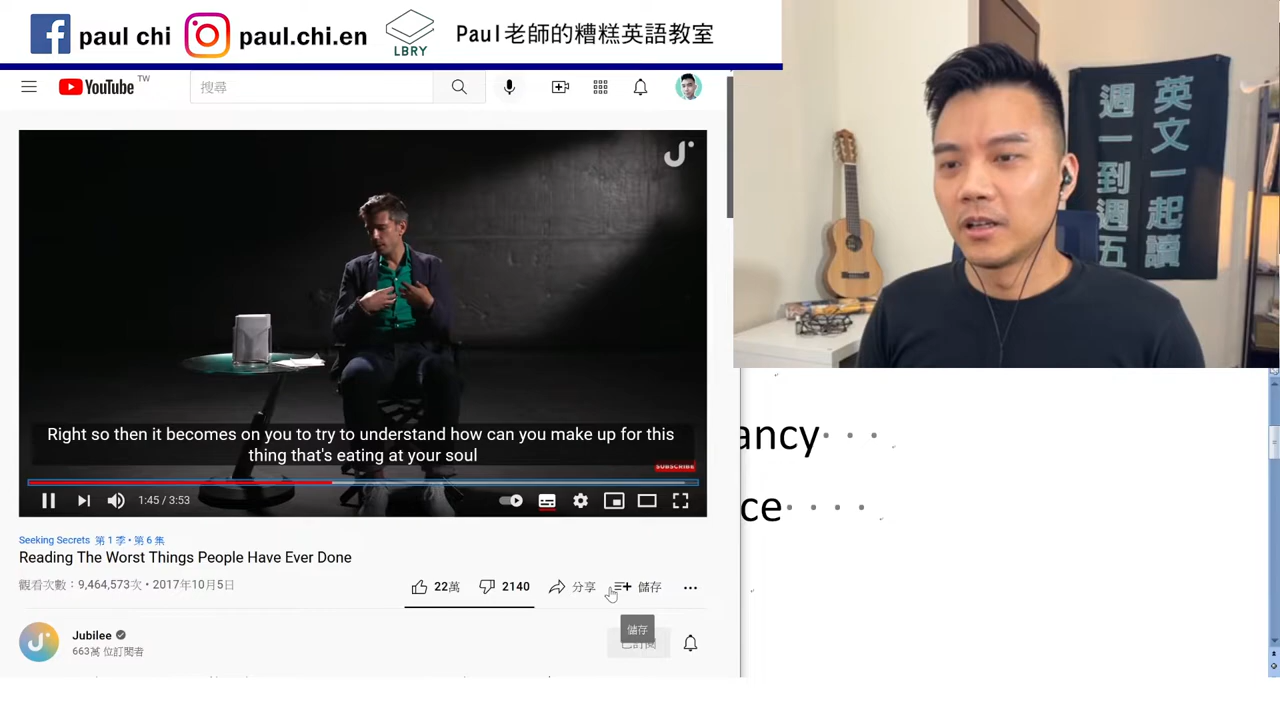 paul chi
paul.chi.en
LBRY
Paul老師的糟糕英語教室
YouTube TW
搜尋
Right so then it becomes on you to try to understand how can you make up for this
thing that's eating at your soul
SUBSCRIBE
1:45 / 3:53
Seeking Secrets 第 1 季 • 第 6 集
Reading The Worst Things People Have Ever Done
觀看次數：9,464,573次 • 2017年10月5日
22萬
2140
分享
儲存
儲存
Jubilee
663萬 位訂閱者
已訂閱
英文一起讀
週一到週五
ancy
ce